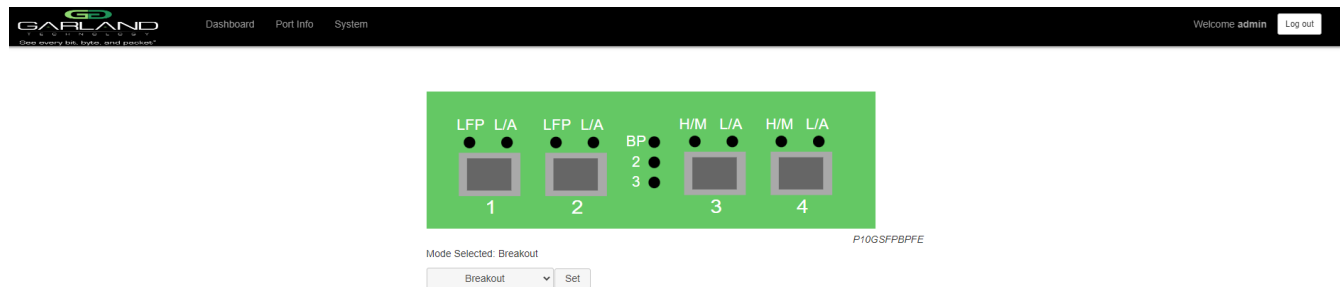 GARLAND
TECHNOLOGY
See every bit, byte, and packet®
Dashboard Port Info System
Welcome admin Log out
LFP L/A LFP L/A H/M L/A H/M L/A
BP
2
3
1 2 3 4
P10GSFPBPFE
Mode Selected: Breakout
Breakout Set